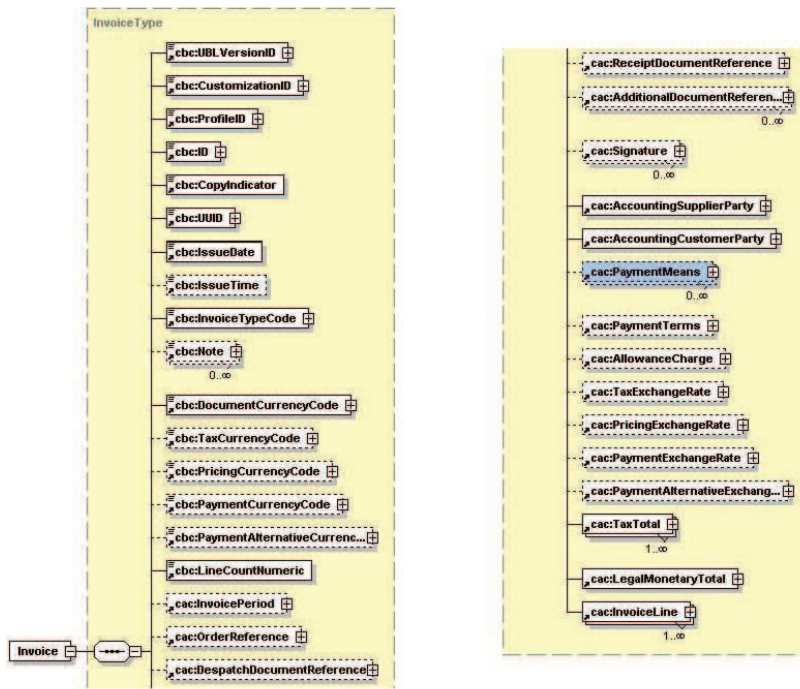 InvoiceType
cbc:UBLVersionID
cbc:CustomizationID
cbc:ProfileID
cbc:ID
cbc:CopyIndicator
cbc:UUID
cbc:IssueDate
cbc:IssueTime
cbc:InvoiceTypeCode
cbc:Note
0..∞
cbc:DocumentCurrencyCode
cbc:TaxCurrencyCode
cbc:PricingCurrencyCode
cbc:PaymentCurrencyCode
cbc:PaymentAlternativeCurrenc...
cbc:LineCountNumeric
cac:InvoicePeriod
cac:OrderReference
Invoice
cac:DespatchDocumentReference
cac:ReceiptDocumentReference
cac:AdditionalDocumentReferen...
0..∞
cac:Signature
0..∞
cac:AccountingSupplierParty
cac:AccountingCustomerParty
cac:PaymentMeans
0..∞
cac:PaymentTerms
cac:AllowanceCharge
cac:TaxExchangeRate
cac:PricingExchangeRate
cac:PaymentExchangeRate
cac:PaymentAlternativeExchang...
cac:TaxTotal
1..∞
cac:LegalMonetaryTotal
cac:InvoiceLine
1..∞